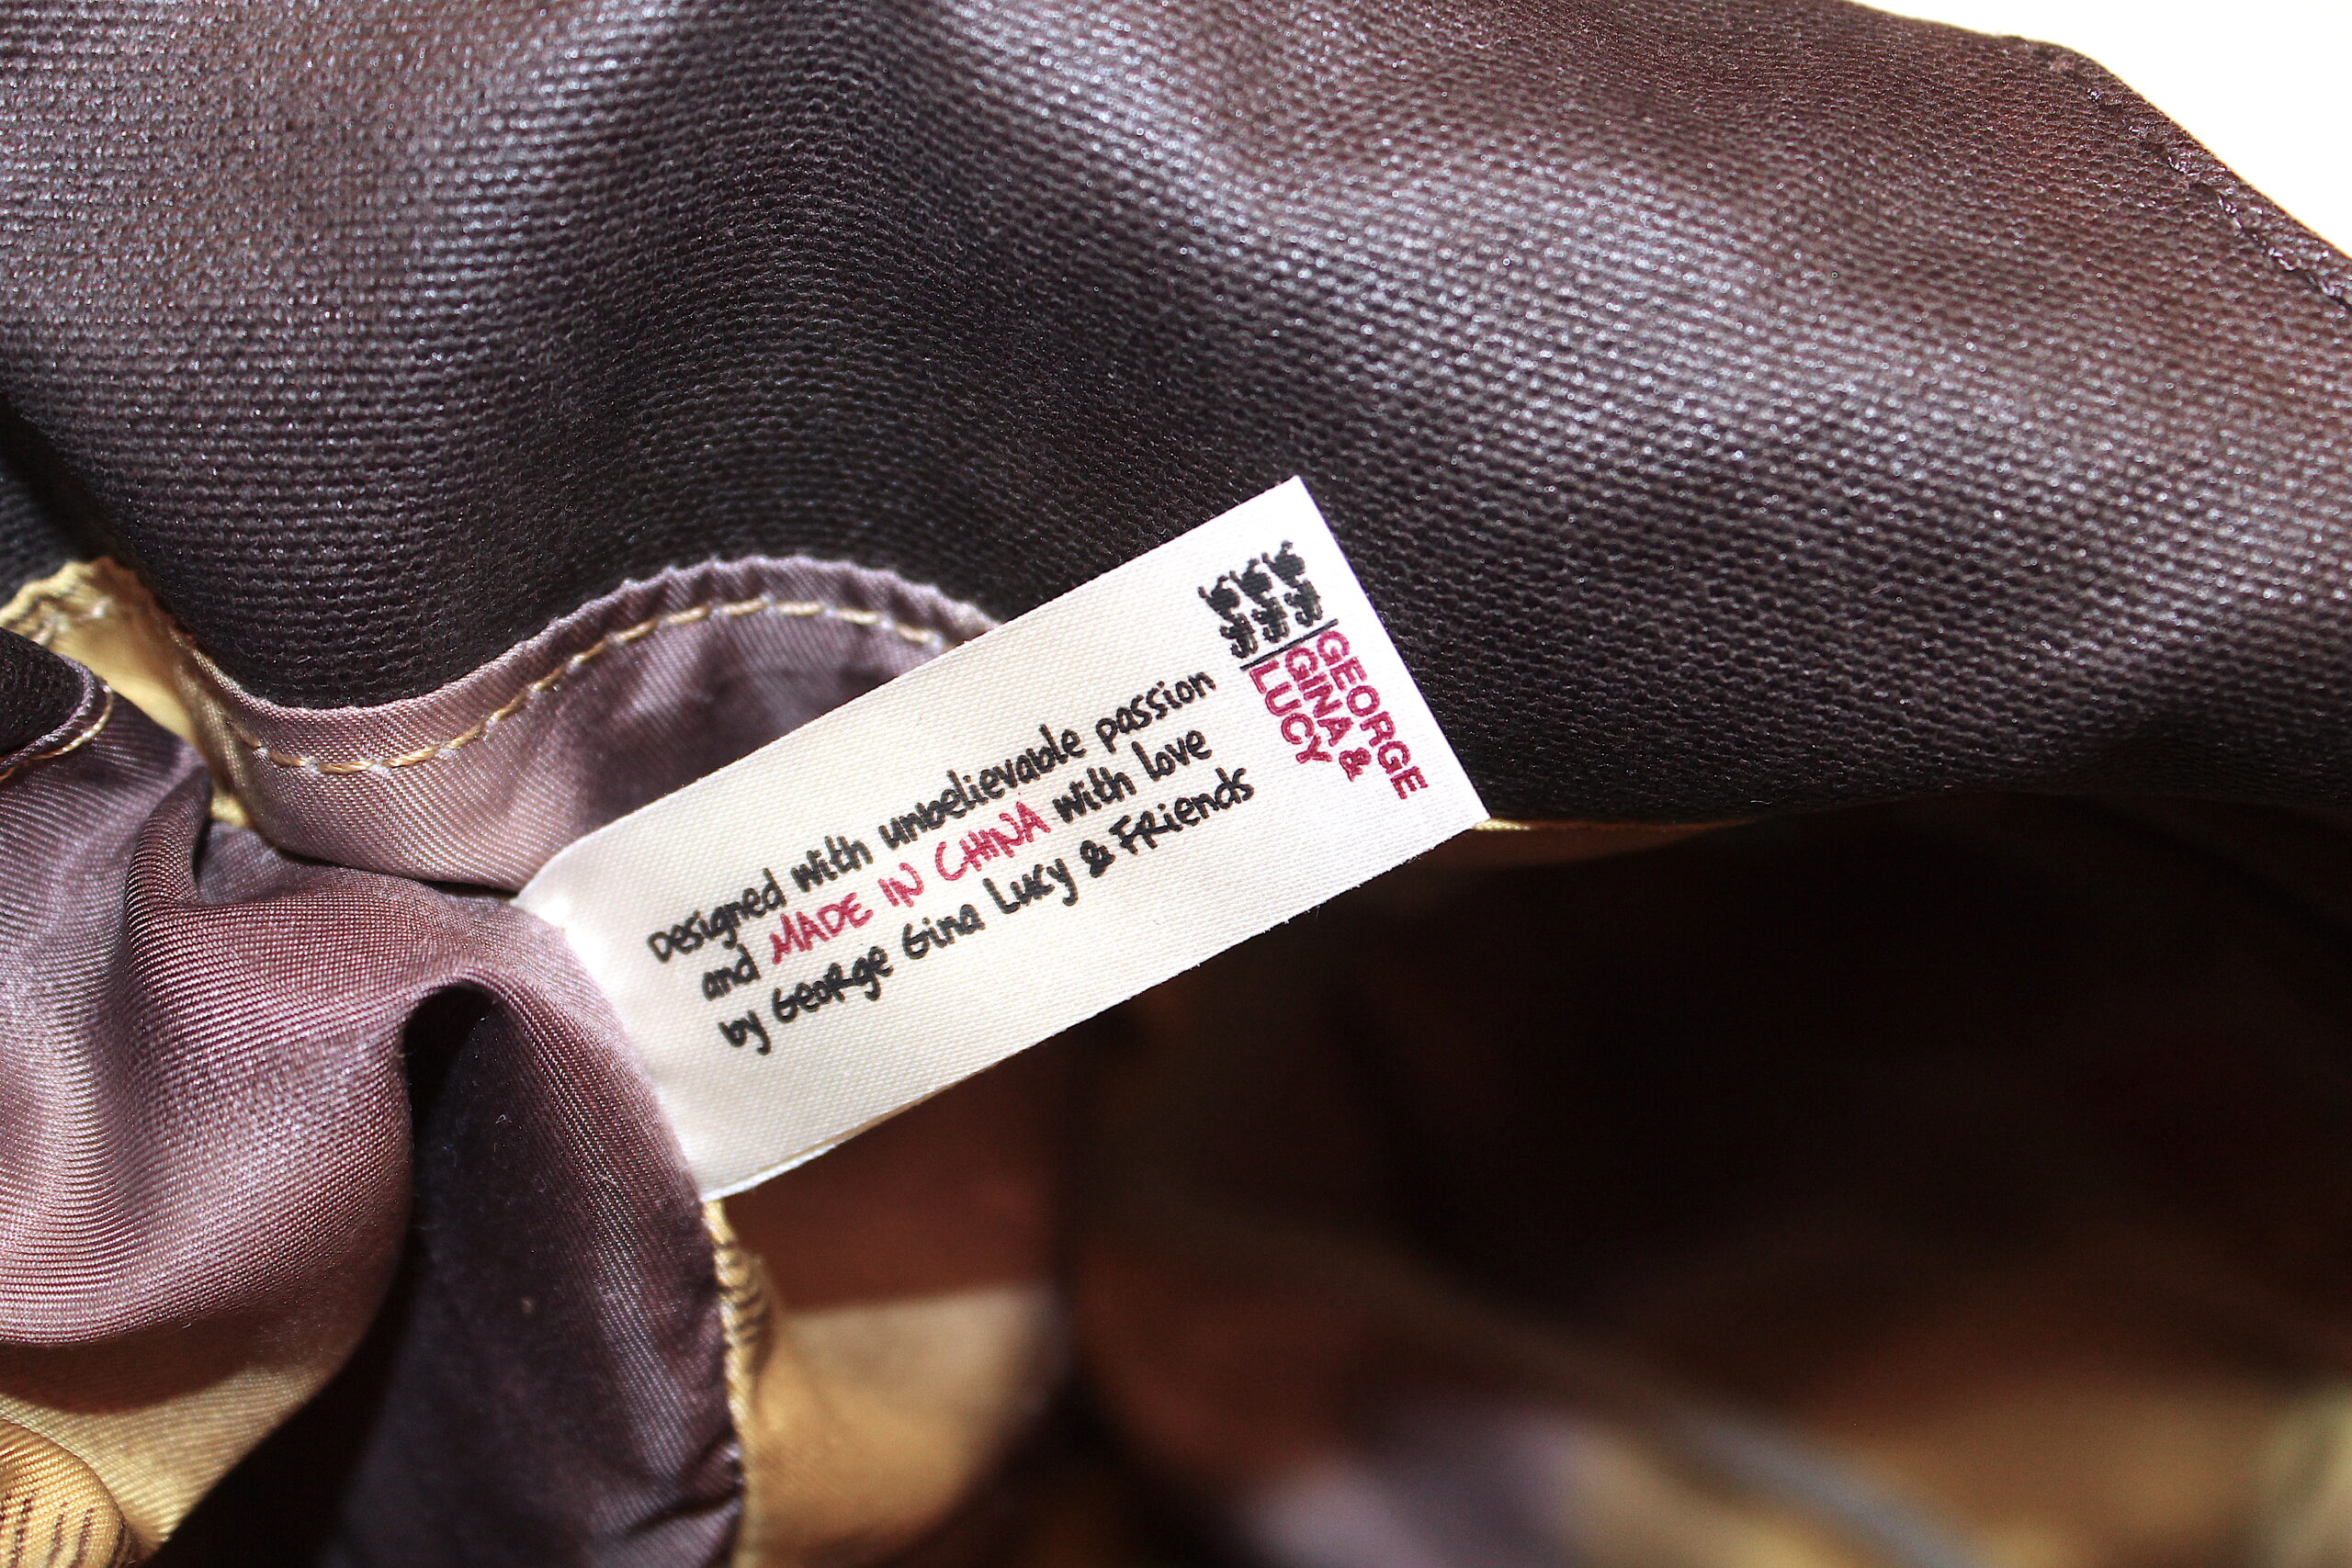 Designed with unbelievable passion
and MADE IN CHINA with love
by George Gina Lucy & Friends
GEORGE
GINA &
LUCY